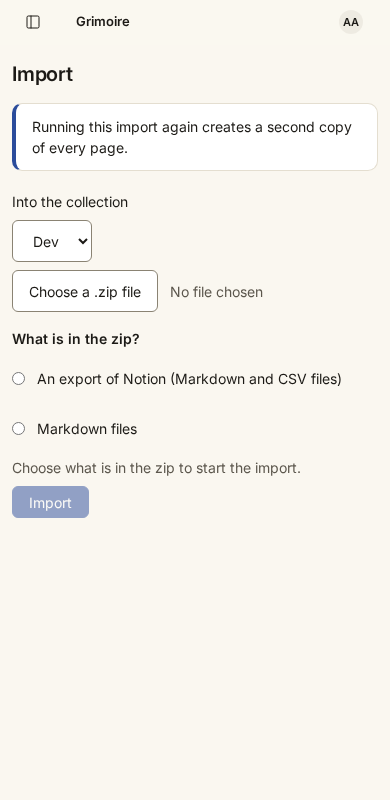 Grimoire
AA
Import
Running this import again creates a second copy
of every page.
Into the collection
Dev
Choose a .zip file
No file chosen
What is in the zip?
An export of Notion (Markdown and CSV files)
Markdown files
Choose what is in the zip to start the import.
Import